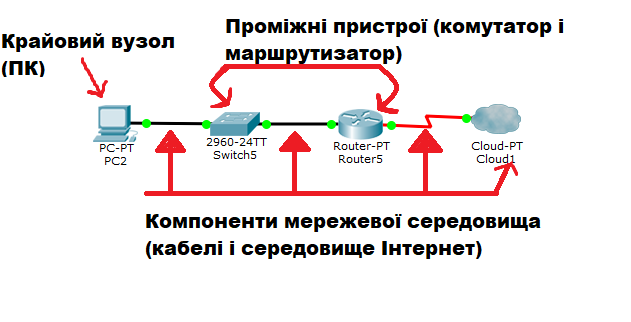 Проміжні пристрої (комутатор і
маршрутизатор)
Крайовий вузол
(ПК)
PC-PT
PC2
2960-24TT
Switch5
Router-PT
Router5
Cloud-PT
Cloud1
Компоненти мережевої середовища
(кабелі і середовище Інтернет)